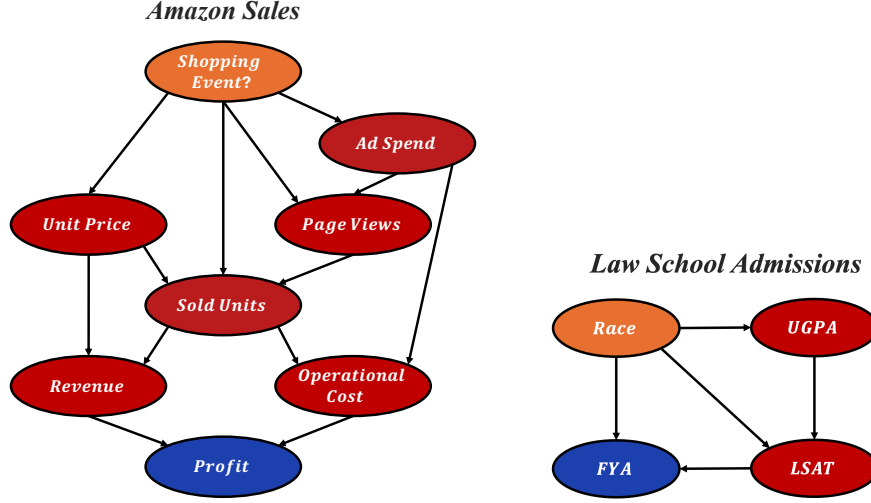 Amazon Sales
Shopping
Event?
Ad Spend
Unit Price
Page Views
Sold Units
Revenue
Operational
Cost
Profit
Law School Admissions
Race
UGPA
FYA
LSAT